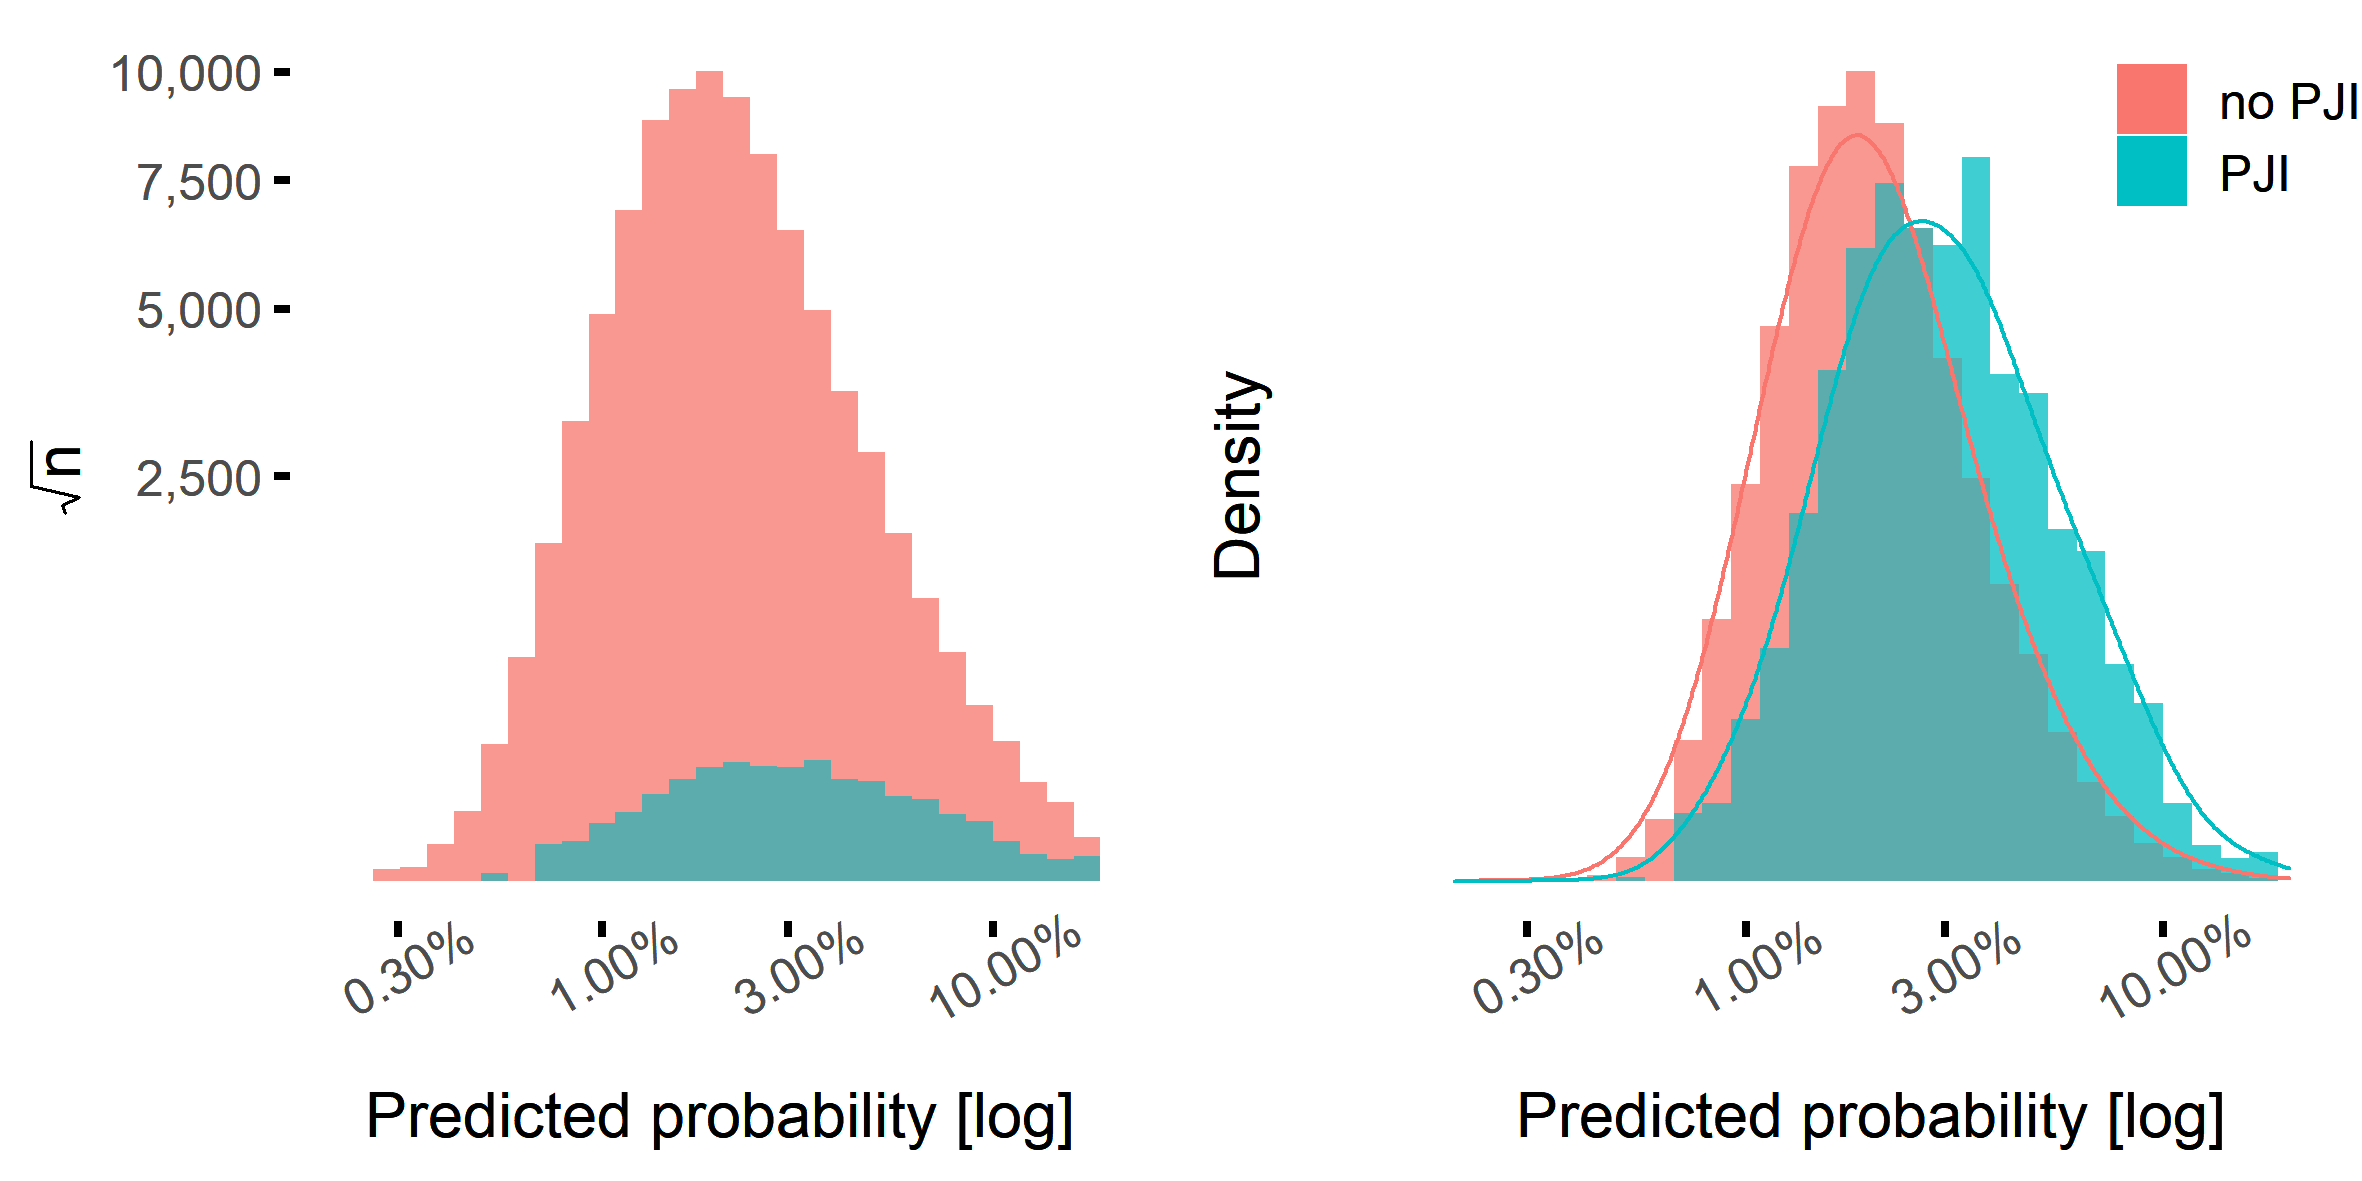 10,000
7,500
5,000
2,500
√n
0.30%
1.00%
3.00%
10.00%
Predicted probability [log]
no PJI
PJI
Density
0.30%
1.00%
3.00%
10.00%
Predicted probability [log]